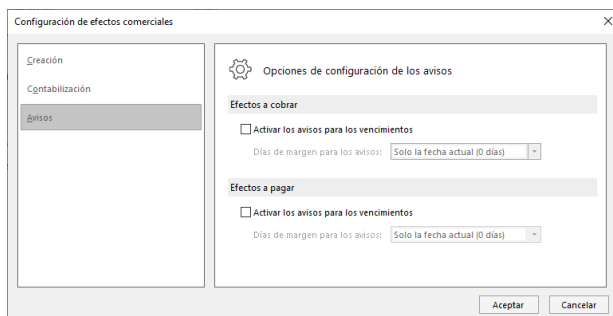 Configuración de efectos comerciales
Creación
Contabilización
Avisos
Opciones de configuración de los avisos
Efectos a cobrar
Activar los avisos para los vencimientos
Días de margen para los avisos: Solo la fecha actual (0 días)
Efectos a pagar
Activar los avisos para los vencimientos
Días de margen para los avisos: Solo la fecha actual (0 días)
Aceptar Cancelar